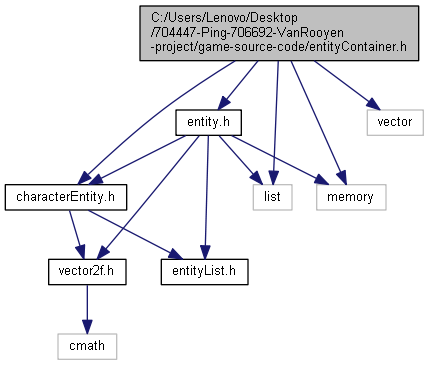 C:/Users/Lenovo/Desktop
/704447-Ping-706692-VanRooyen
-project/game-source-code/entityContainer.h
entity.h
vector
characterEntity.h
list
memory
vector2f.h
entityList.h
cmath